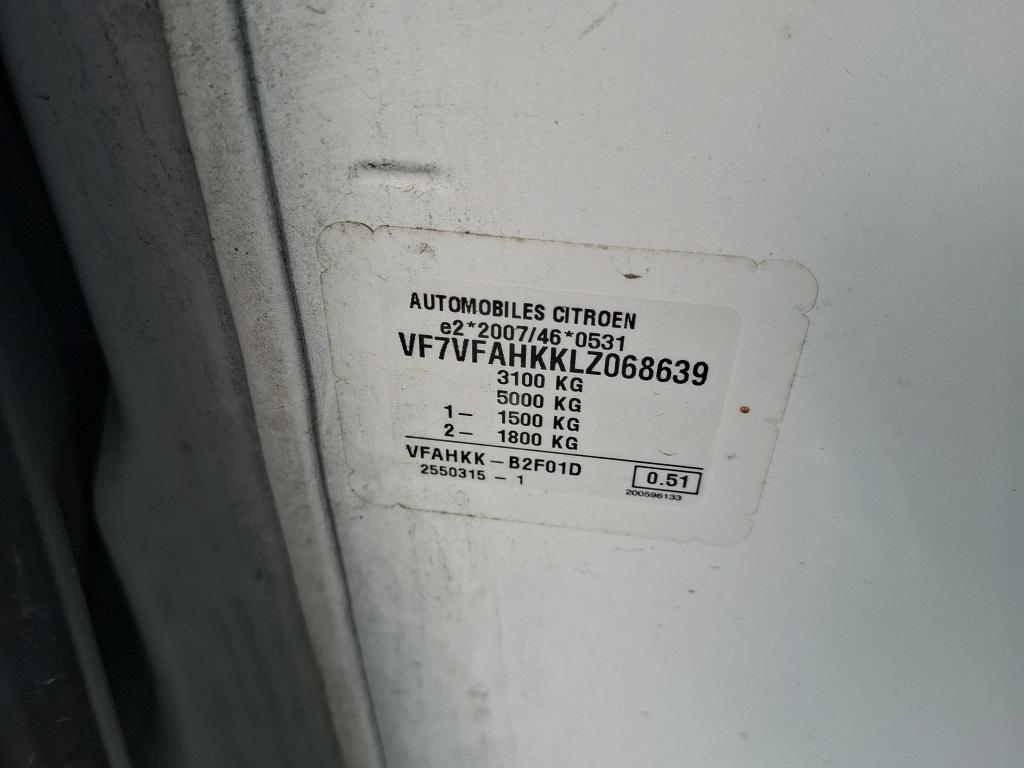 AUTOMOBILES CITROEN
e2*2007/46*0531
VF7VFAHKKLZ068639
3100 KG
5000 KG
1- 1500 KG
2- 1800 KG
VFAHKK-B2F01D
2550315-1
0.51
200596133